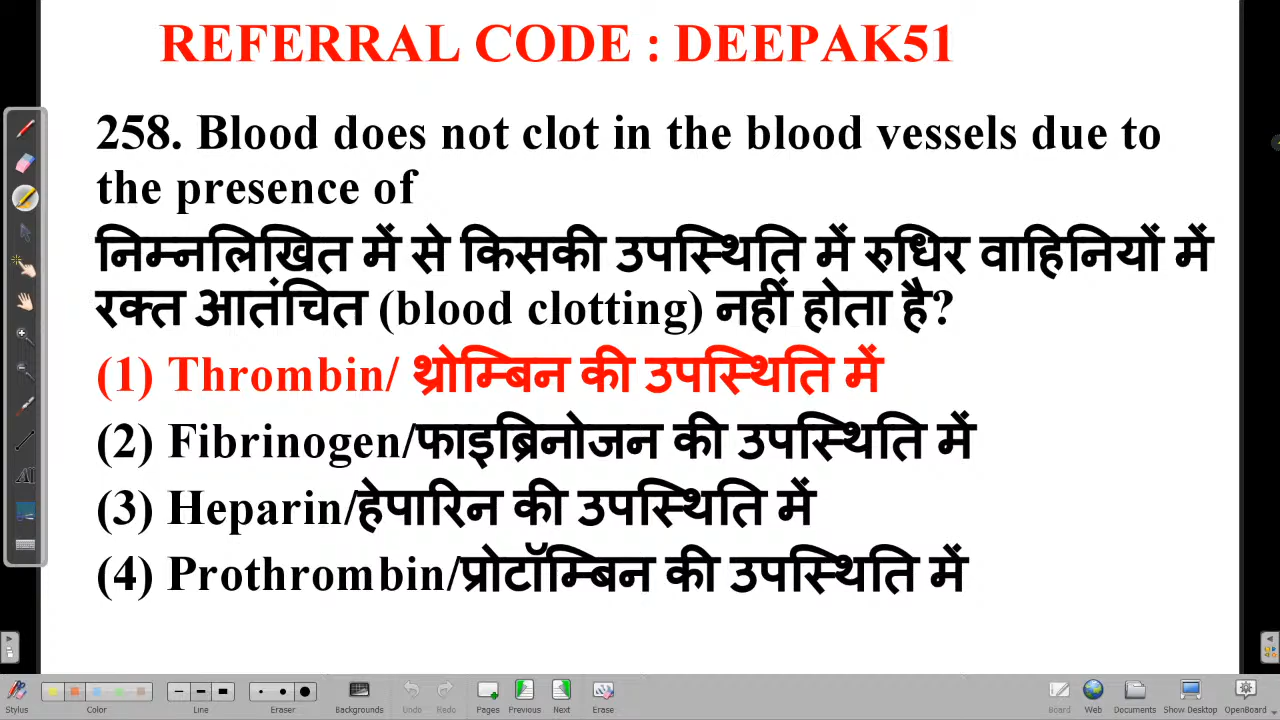 REFERRAL CODE : DEEPAK51
258. Blood does not clot in the blood vessels due to
the presence of
निम्नलिखित में से किसकी उपस्थिति में रुधिर वाहिनियों में
रक्त आतंचित (blood clotting) नहीं होता है?
(1) Thrombin/ थ्रोम्बिन की उपस्थिति में
(2) Fibrinogen/फाइब्रिनोजन की उपस्थिति में
(3) Heparin/हेपारिन की उपस्थिति में
(4) Prothrombin/प्रोटॉम्बिन की उपस्थिति में
Stylus Color Line Eraser Backgrounds Undo Redo Pages Previous Next Erase Board Web Documents Show Desktop OpenBoard